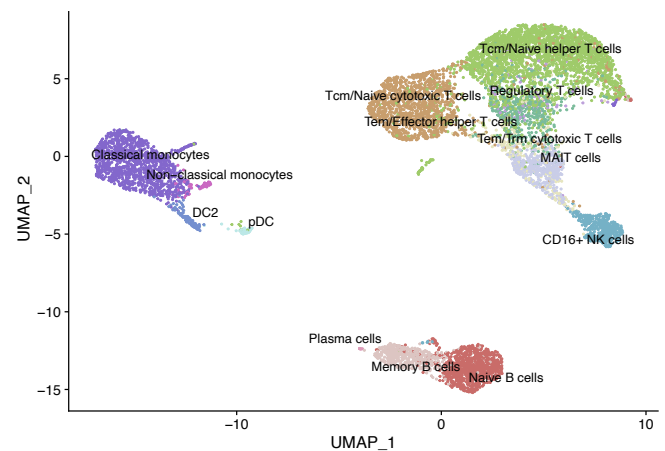 Tcm/Naive helper T cells
Regulatory T cells
Tcm/Naive cytotoxic T cells
Tem/Effector helper T cells
Tem/Trm cytotoxic T cells
MAIT cells
Classical monocytes
Non−classical monocytes
DC2
pDC
CD16+ NK cells
Plasma cells
Memory B cells
Naive B cells
5
0
−5
−10
−15
UMAP_2
−10
0
10
UMAP_1